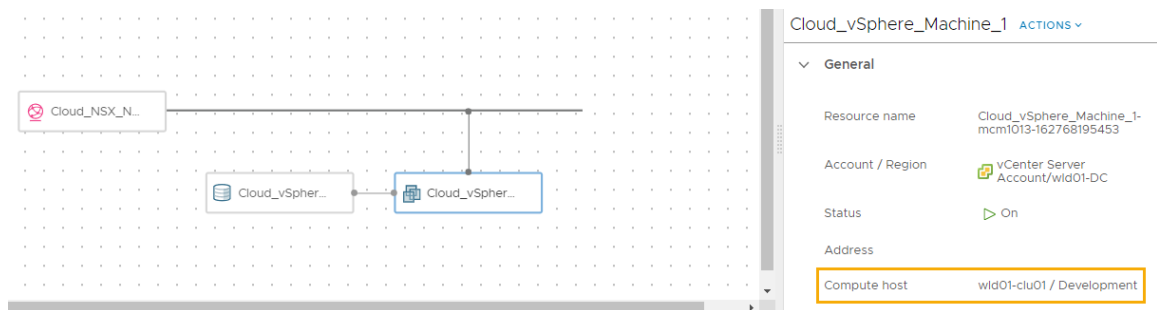 Cloud_vSphere_Machine_1 ACTIONS
General
Cloud_NSX_N...
Resource name Cloud_vSphere_Machine_1-
mcm1013-162768195453
Account / Region vCenter Server
Account/wld01-DC
Cloud_vSpher... Cloud_vSpher...
Status On
Address
Compute host wld01-clu01 / Development